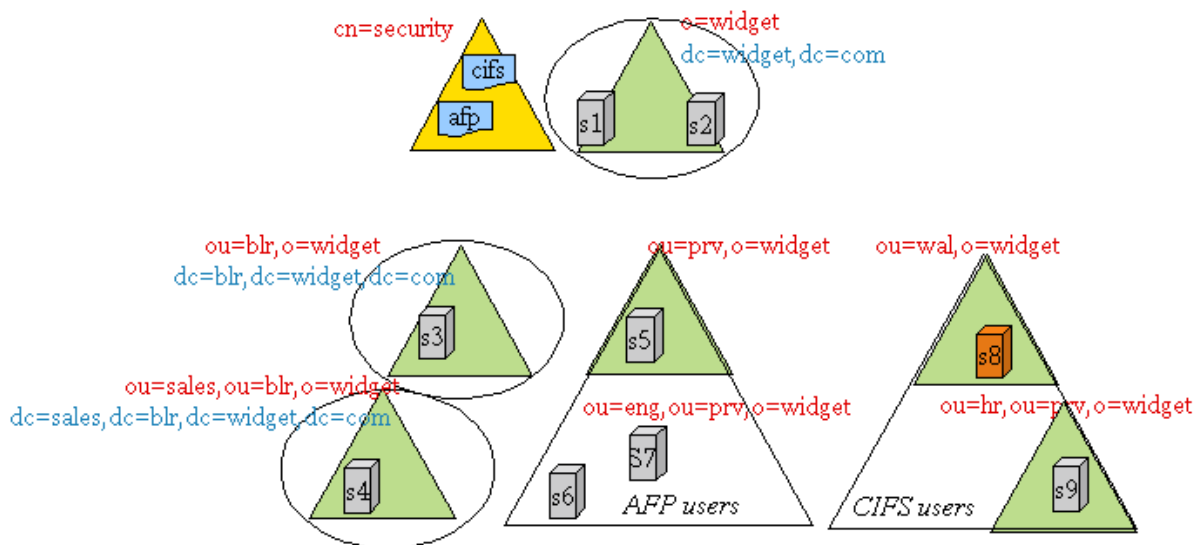 cn=security
o=widget
dc=widget,dc=com
cifs
afp
s1
s2
ou=blr,o=widget
dc=blr,dc=widget,dc=com
s3
ou=prv,o=widget
s5
ou=wal,o=widget
s8
ou=sales,ou=blr,o=widget
dc=sales,dc=blr,dc=widget,dc=com
s4
ou=eng,ou=prv,o=widget
S7
s6
AFP users
ou=hr,ou=prv,o=widget
s9
CIFS users